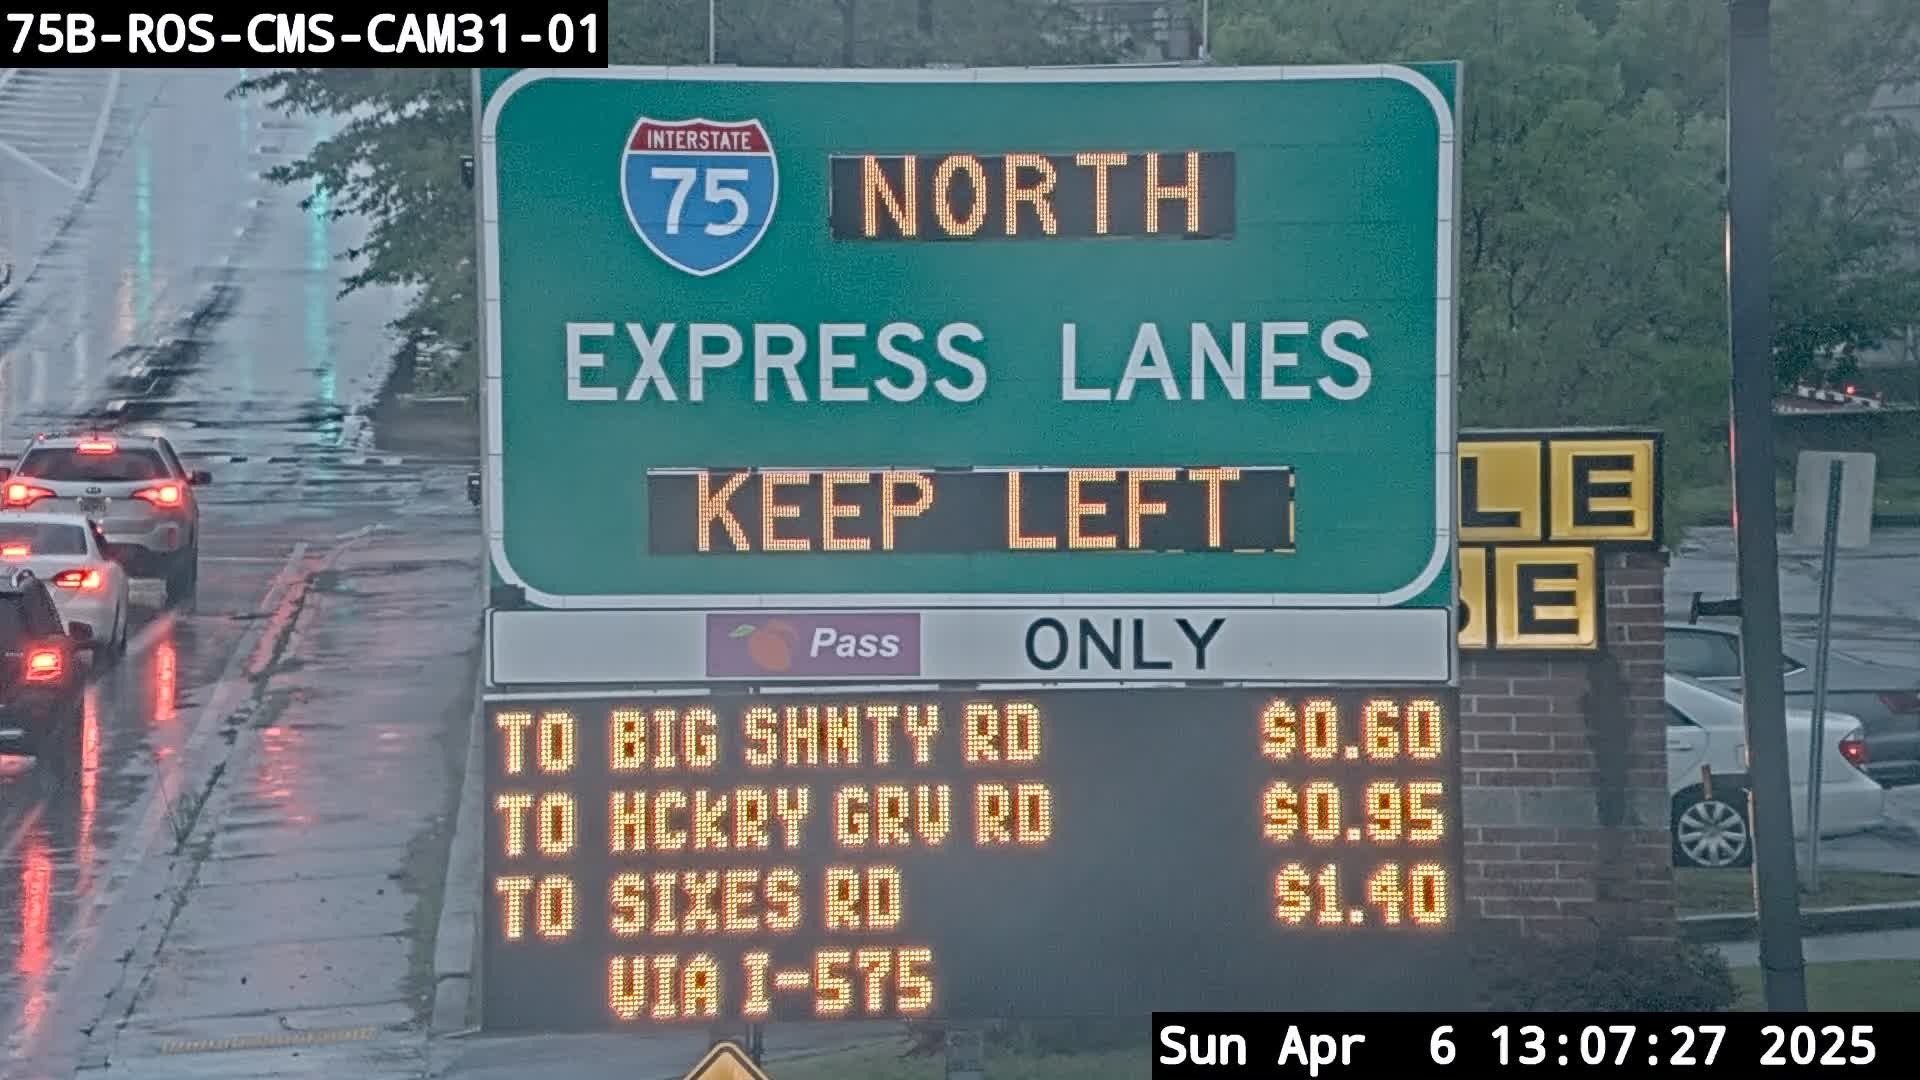 75B-ROS-CMS-CAM31-01
INTERSTATE
75
NORTH
EXPRESS LANES
KEEP LEFT
Pass ONLY
TO BIG SHNTY RD $0.60
TO HCKRY GRV RD $0.95
TO SIXES RD $1.40
VIA I-575
LE
E
Sun Apr 6 13:07:27 2025